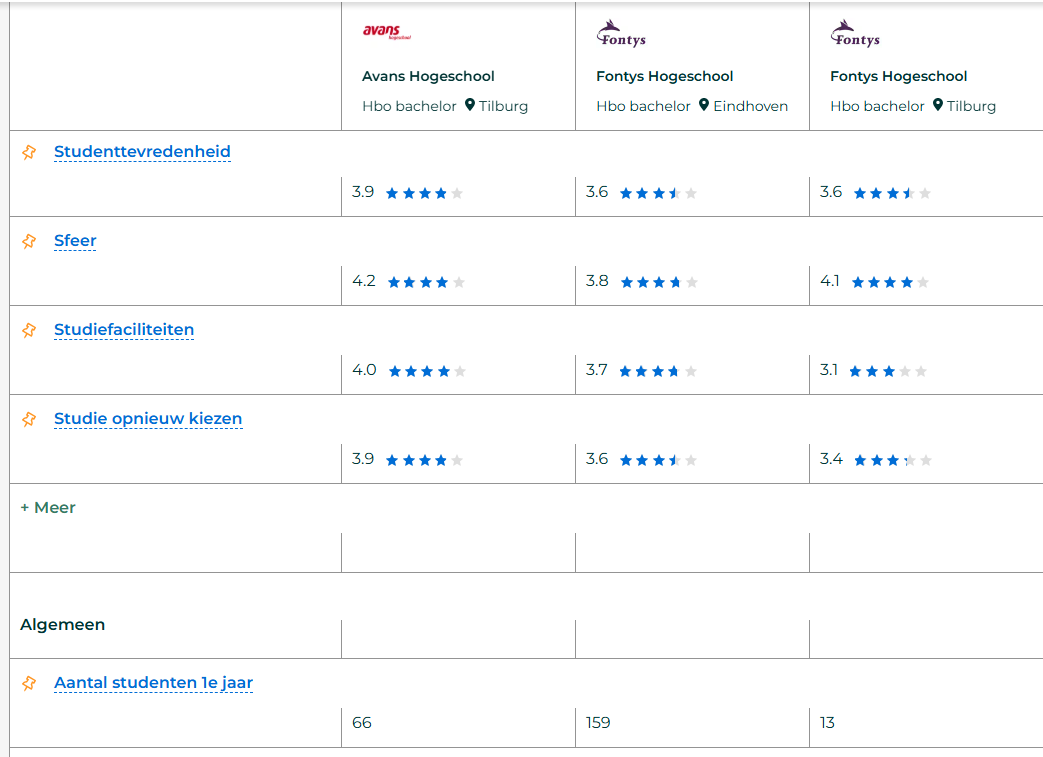 avans hogeschool
Fontys
Fontys
Avans Hogeschool
Fontys Hogeschool
Fontys Hogeschool
Hbo bachelor Tilburg
Hbo bachelor Eindhoven
Hbo bachelor Tilburg
Studenttevredenheid
3.9
3.6
3.6
Sfeer
4.2
3.8
4.1
Studiefaciliteiten
4.0
3.7
3.1
Studie opnieuw kiezen
3.9
3.6
3.4
+ Meer
Algemeen
Aantal studenten 1e jaar
66
159
13